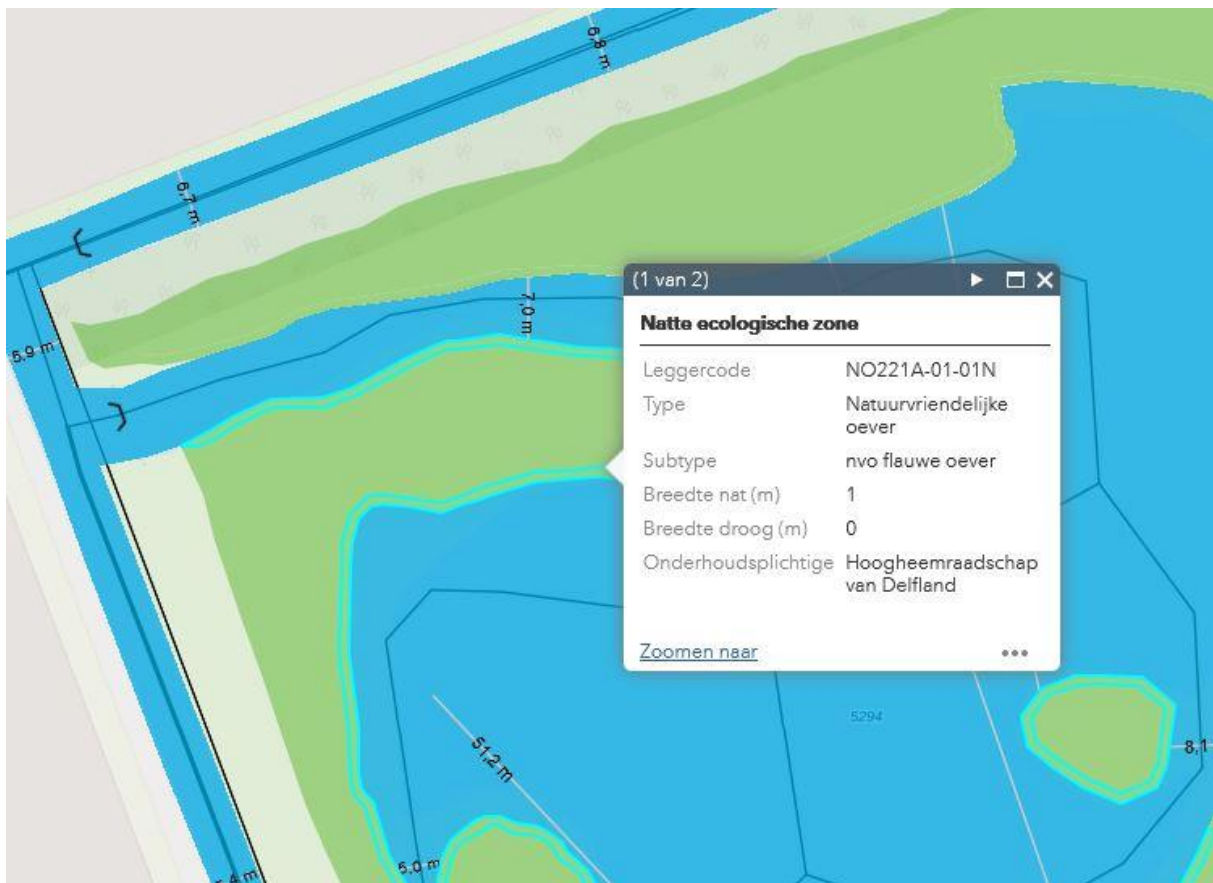 6,8 m
6,7 m
5,9 m
7,0 m
(1 van 2)
Natte ecologische zone
Leggercode NO221A-01-01N
Type Natuurvriendelijke
oever
Subtype nvo flauwe oever
Breedte nat (m) 1
Breedte droog (m) 0
Onderhoudsplichtige Hoogheemraadschap
van Delfland
Zoomen naar
5294
51,2 m
8,1
5,0 m